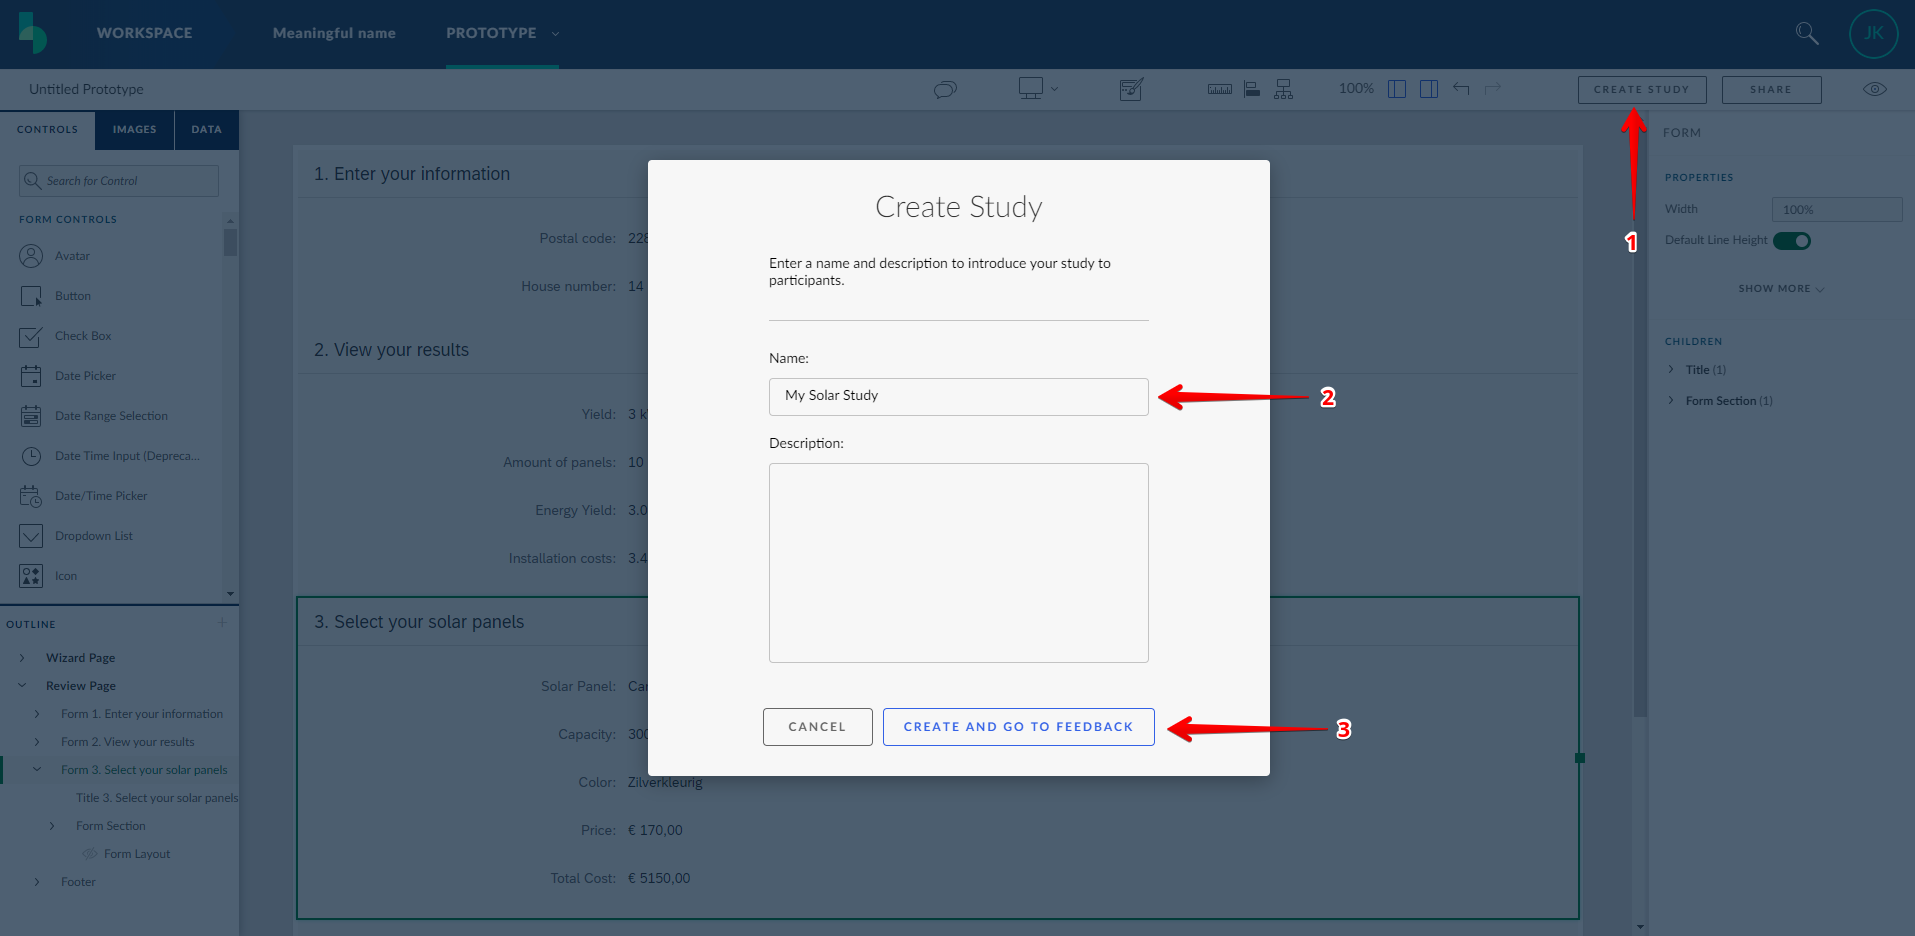 WORKSPACE
Meaningful name
PROTOTYPE
JK
Untitled Prototype
100%
CREATE STUDY
SHARE
CONTROLS
IMAGES
DATA
Search for Control
FORM CONTROLS
Avatar
Button
Check Box
Date Picker
Date Range Selection
Date Time Input (Depreca...
Date/Time Picker
Dropdown List
Icon
OUTLINE
Wizard Page
Review Page
Form 1. Enter your information
Form 2. View your results
Form 3. Select your solar panels
Title 3. Select your solar panels
Form Section
Form Layout
Footer
1. Enter your information
Postal code: 228
House number: 14
2. View your results
Yield: 3 k
Amount of panels: 10
Energy Yield: 3.0
Installation costs: 3.4
3. Select your solar panels
Solar Panel: Ca
Capacity: 300
Color: Zilverkleurig
Price: € 170,00
Total Cost: € 5150,00
Create Study
Enter a name and description to introduce your study to
participants.
Name:
My Solar Study
2
Description:
CANCEL
CREATE AND GO TO FEEDBACK
3
1
FORM
PROPERTIES
Width
100%
Default Line Height
SHOW MORE
CHILDREN
Title (1)
Form Section (1)